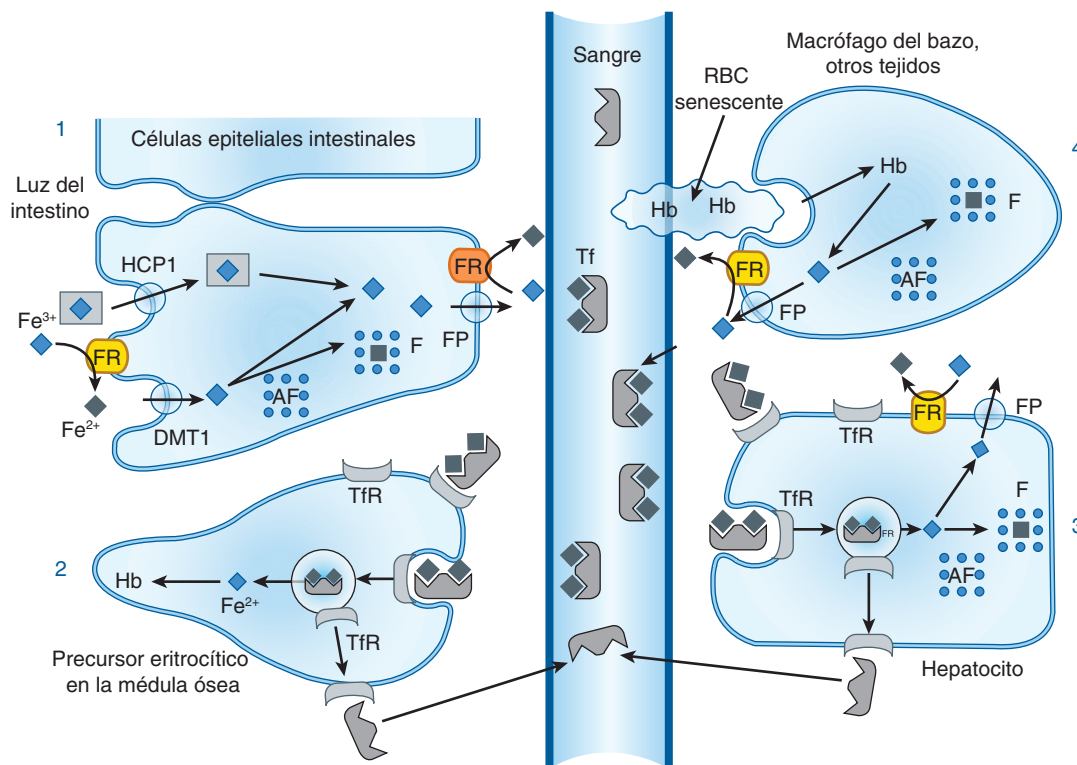 Sangre
Macrófago del bazo,
otros tejidos
RBC
senescente
1
Células epiteliales intestinales
Luz del
intestino
HCP1
Fe3+
FR
Fe2+
DMT1
AF
F
FR
FP
Tf
Hb Hb
Hb
F
4
FR
FP
AF
TfR
TfR
2
Hb
Fe2+
TfR
Precursor eritrocítico
en la médula ósea
TfR
FR
FP
TfR
FR
F
3
AF
Hepatocito